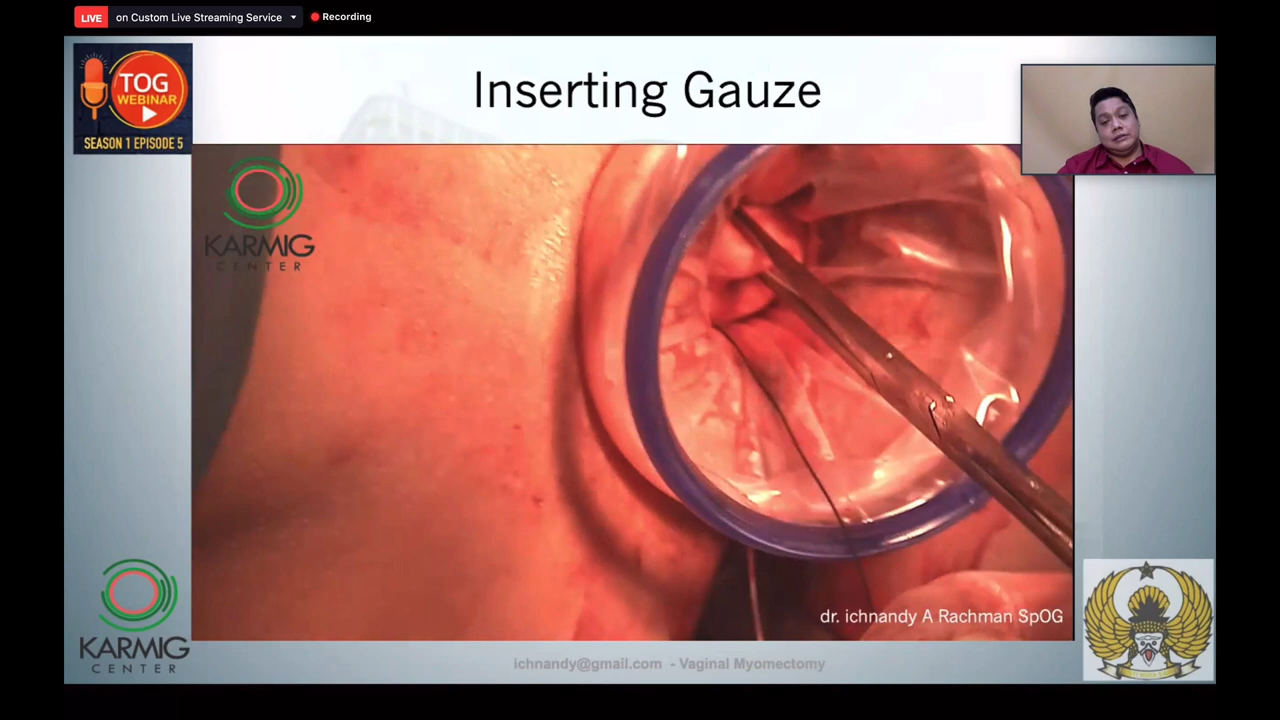 LIVE on Custom Live Streaming Service Recording
TOG
WEBINAR
SEASON 1 EPISODE 5
Inserting Gauze
KARMIG
CENTER
dr. ichnandy A Rachman SpOG
KARMIG
CENTER
ichnandy@gmail.com - Vaginal Myomectomy